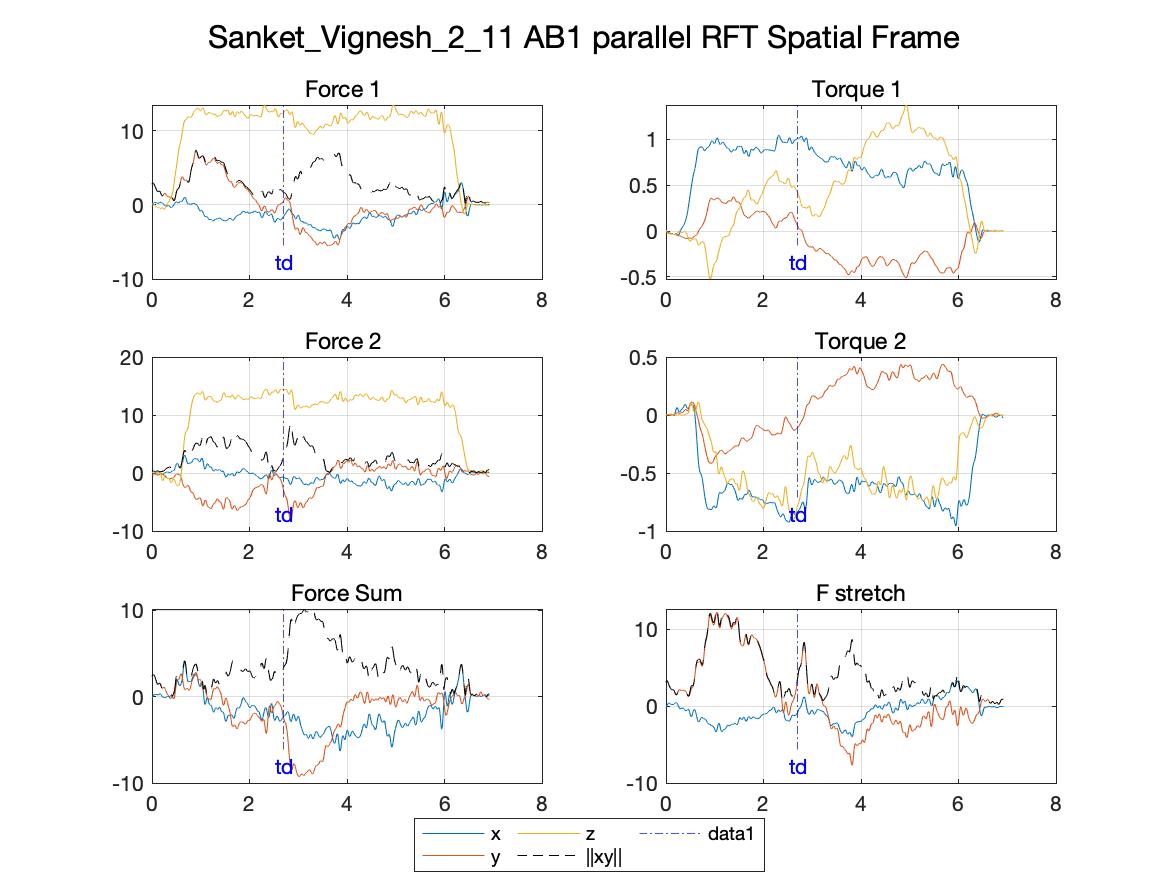 Sanket_Vignesh_2_11 AB1 parallel RFT Spatial Frame
Force 1
10
0
-10
td
0 2 4 6 8
Torque 1
1
0.5
0
-0.5
td
0 2 4 6 8
Force 2
20
10
0
-10
td
0 2 4 6 8
Torque 2
0.5
0
-0.5
-1
td
0 2 4 6 8
Force Sum
10
0
-10
td
0 2 4 6 8
F stretch
10
0
-10
td
0 2 4 6 8
x z data1
y ||xy||